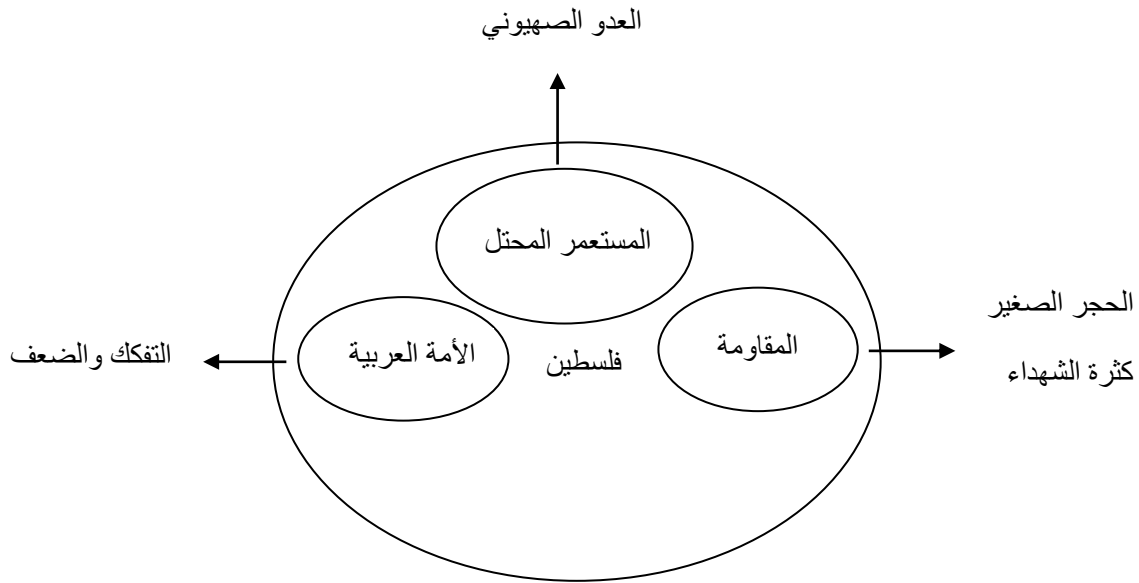 العدو الصهيوني
المستعمر المحتل
الحجر الصغير
المقاومة
فلسطين
الأمة العربية
التفكك والضعف
كثرة الشهداء